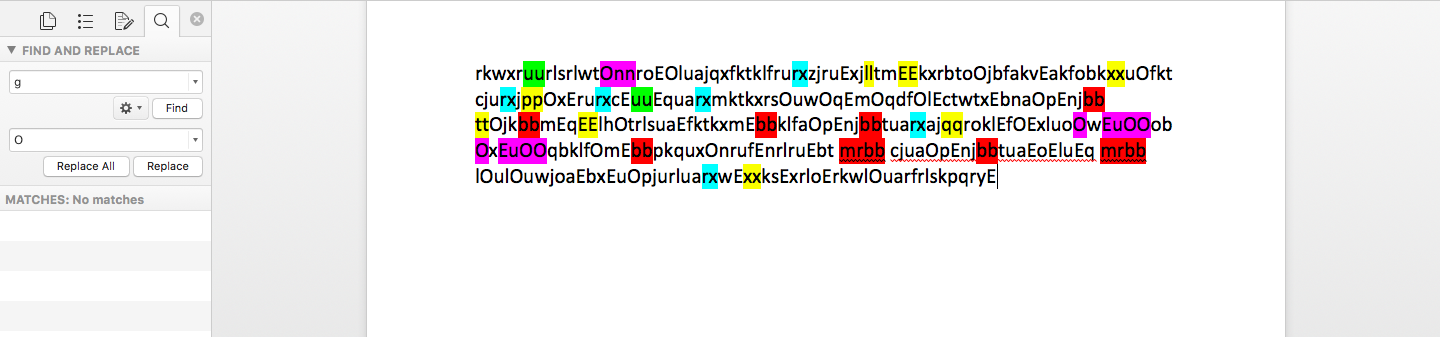 FIND AND REPLACE
g
Find
O
Replace All
Replace
MATCHES: No matches
rkwxruurlsrlwtOnnroEOluajqxfktklfrurxzjruExjlltmEEkxrbtoOjbfakvEakfobkxxuOfkt
cjurxjppOxErurxcEuuEquarxmktkxrsOuwOqEmOqdfOlEctwtxEbnaOpEnjbb
ttOjkbbmEqEElhOtrlsuaEfktkxmEbbklfaOpEnjbbtuarxajqqroklEfOExluoOwEuOOob
OxEuOOqbklfOmEbbpkquxOnrufEnrlruEbt mrbb cjuaOpEnjbbtuaEoEluEq mrbb
lOulOuwjoaEbxEuOpjurluarxwExxksExrloErkwlOuarfrlskpqryE